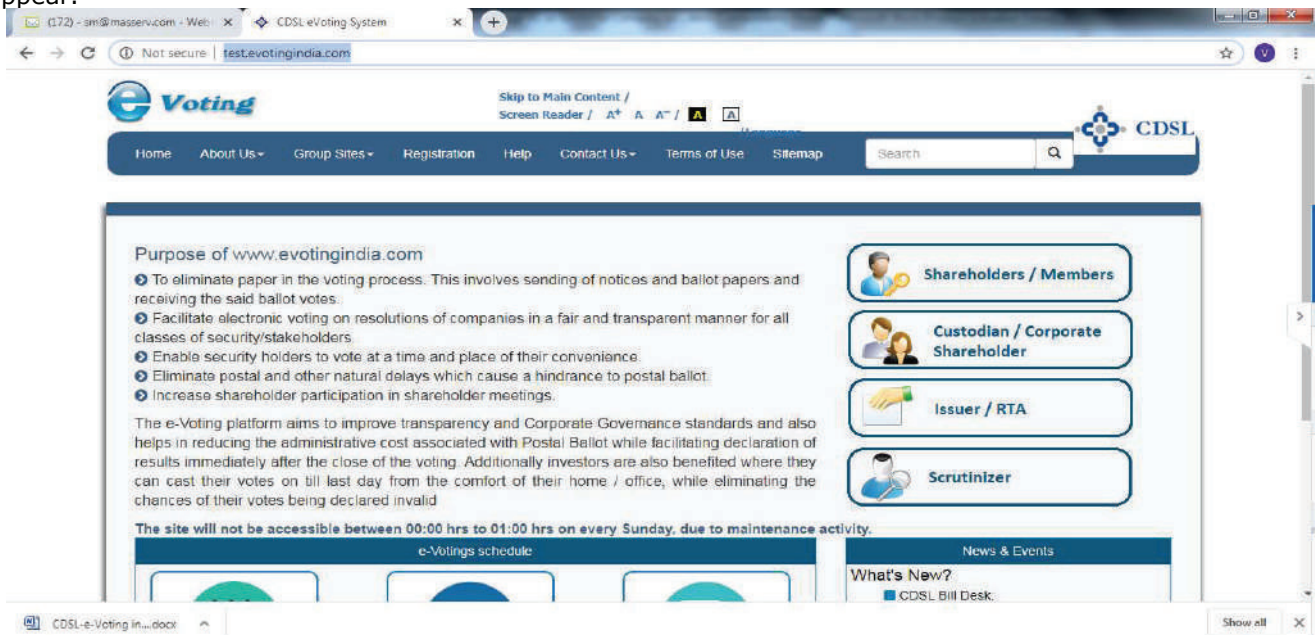 ppear.
(172) - sm@masserv.com - Web
CDSL eVoting System
Not secure | test.evotingindia.com
e Voting
Skip to Main Content /
Screen Reader / A+ A A- / A A
CDSL
Home About Us Group Sites Registration Help Contact Us Terms of Use Sitemap Search
Purpose of www.evotingindia.com
To eliminate paper in the voting process. This involves sending of notices and ballot papers and
receiving the said ballot votes.
Facilitate electronic voting on resolutions of companies in a fair and transparent manner for all
classes of security/stakeholders
Enable security holders to vote at a time and place of their convenience.
Eliminate postal and other natural delays which cause a hindrance to postal ballot.
Increase shareholder participation in shareholder meetings.
The e-Voting platform aims to improve transparency and Corporate Governance standards and also
helps in reducing the administrative cost associated with Postal Ballot while facilitating declaration of
results immediately after the close of the voting. Additionally investors are also benefited where they
can cast their votes on till last day from the comfort of their home / office, while eliminating the
chances of their votes being declared invalid
Shareholders / Members
Custodian / Corporate
Shareholder
Issuer / RTA
Scrutinizer
The site will not be accessible between 00:00 hrs to 01:00 hrs on every Sunday, due to maintenance activity.
e-Votings schedule
News & Events
What's New?
CDSL Bill Desk.
CDSL-e-Voting in....docx
Show all